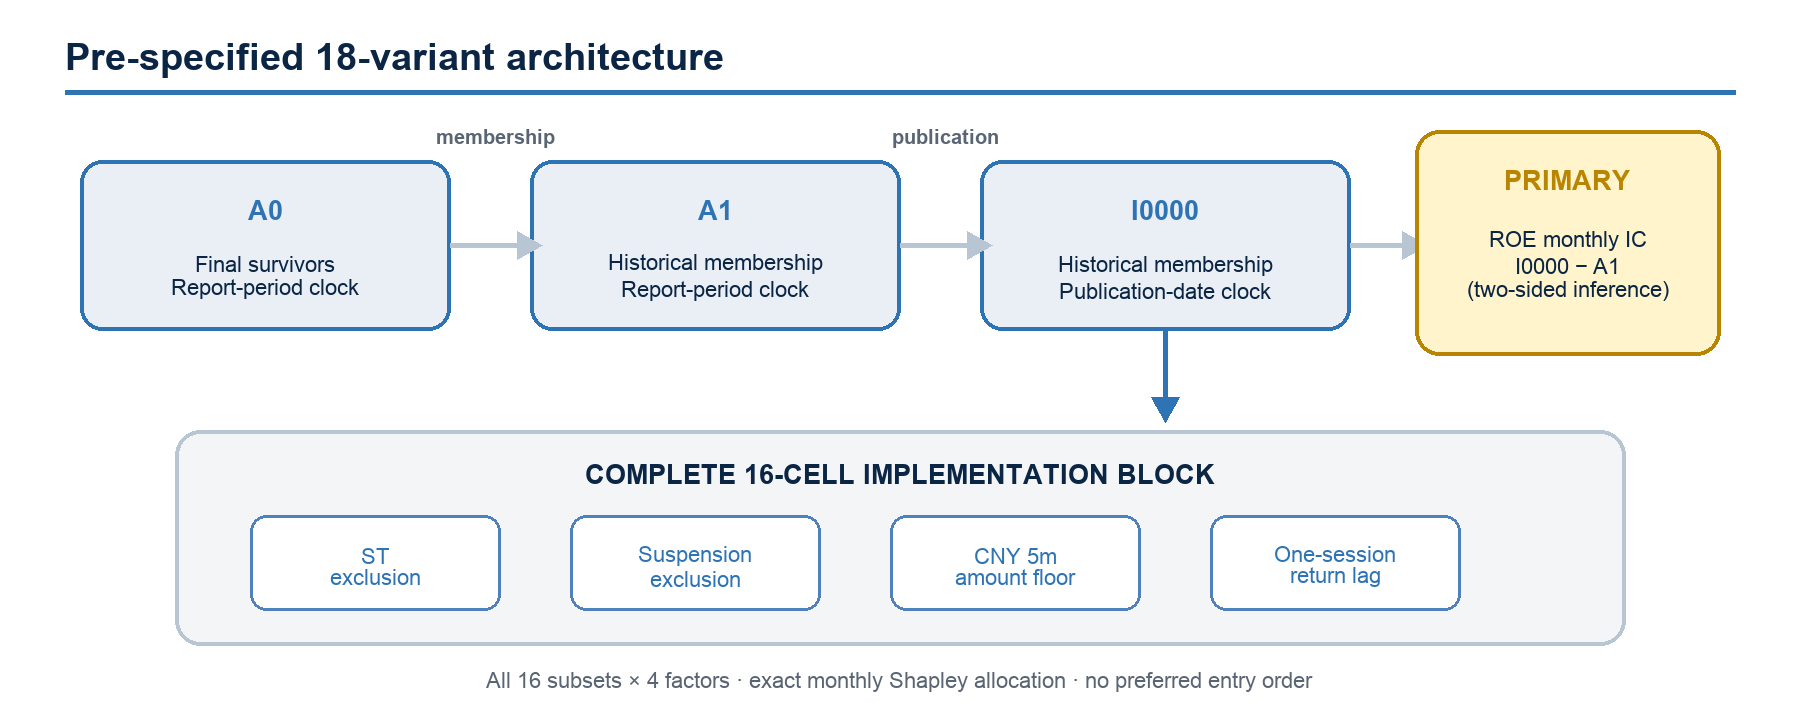 Pre-specified 18-variant architecture
membership
publication
A0
Final survivors
Report-period clock
A1
Historical membership
Report-period clock
I0000
Historical membership
Publication-date clock
PRIMARY
ROE monthly IC
I0000 − A1
(two-sided inference)
COMPLETE 16-CELL IMPLEMENTATION BLOCK
ST
exclusion
Suspension
exclusion
CNY 5m
amount floor
One-session
return lag
All 16 subsets × 4 factors · exact monthly Shapley allocation · no preferred entry order